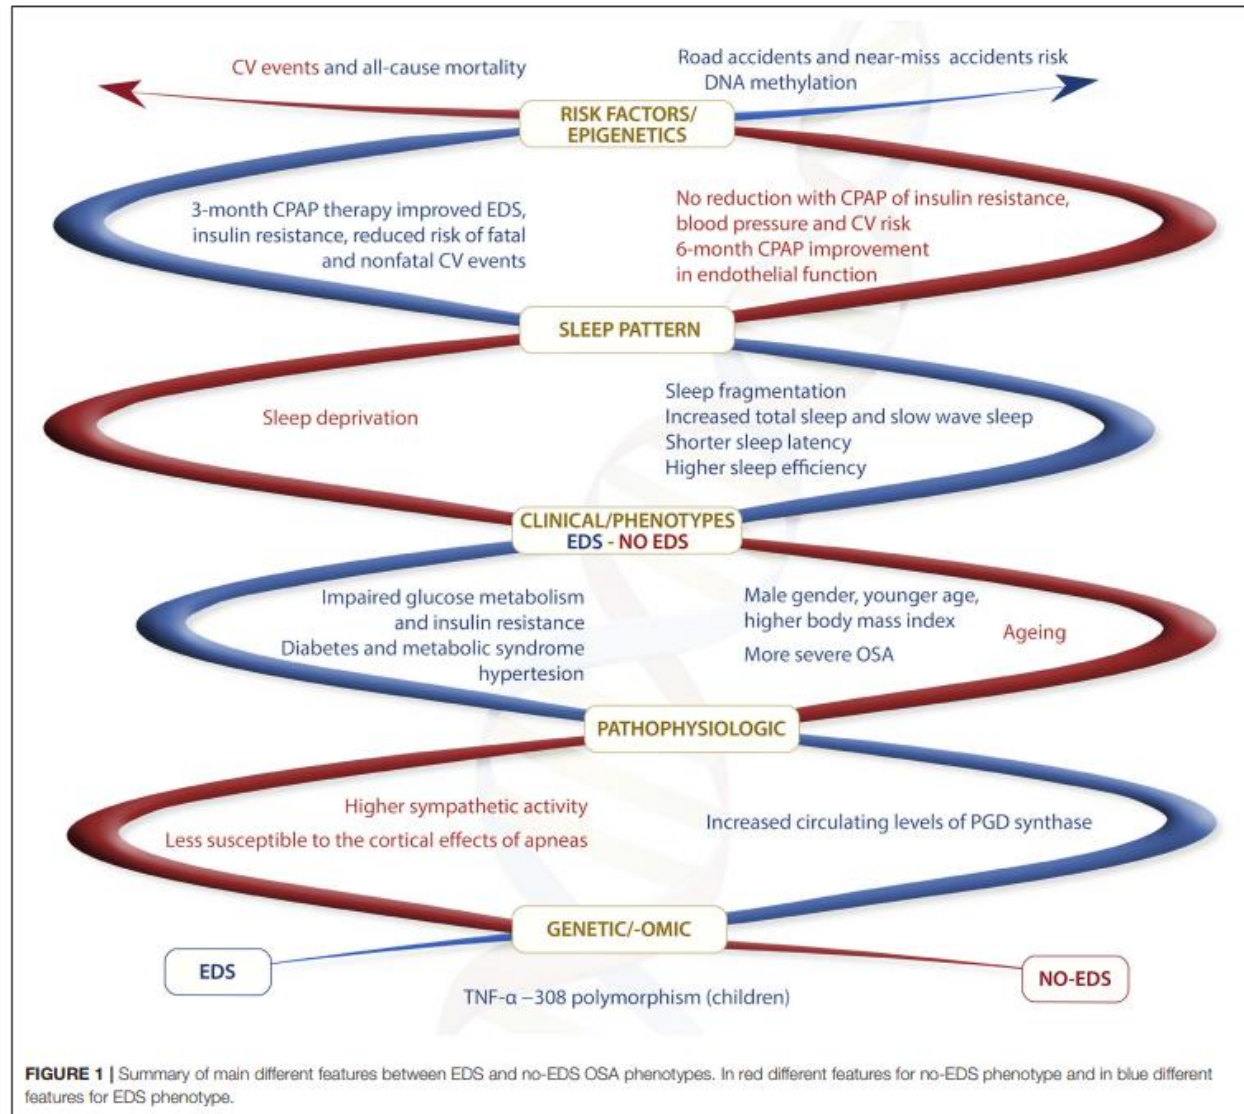 CV events and all-cause mortality
Road accidents and near-miss accidents risk
DNA methylation
RISK FACTORS/
EPIGENETICS
3-month CPAP therapy improved EDS,
insulin resistance, reduced risk of fatal
and nonfatal CV events
No reduction with CPAP of insulin resistance,
blood pressure and CV risk
6-month CPAP improvement
in endothelial function
SLEEP PATTERN
Sleep deprivation
Sleep fragmentation
Increased total sleep and slow wave sleep
Shorter sleep latency
Higher sleep efficiency
CLINICAL/PHENOTYPES
EDS - NO EDS
Impaired glucose metabolism
and insulin resistance
Diabetes and metabolic syndrome
hypertesion
Male gender, younger age,
higher body mass index
More severe OSA
Ageing
PATHOPHYSIOLOGIC
Higher sympathetic activity
Less susceptible to the cortical effects of apneas
Increased circulating levels of PGD synthase
GENETIC/-OMIC
EDS
NO-EDS
TNF-α –308 polymorphism (children)
FIGURE 1 | Summary of main different features between EDS and no-EDS OSA phenotypes. In red different features for no-EDS phenotype and in blue different
features for EDS phenotype.